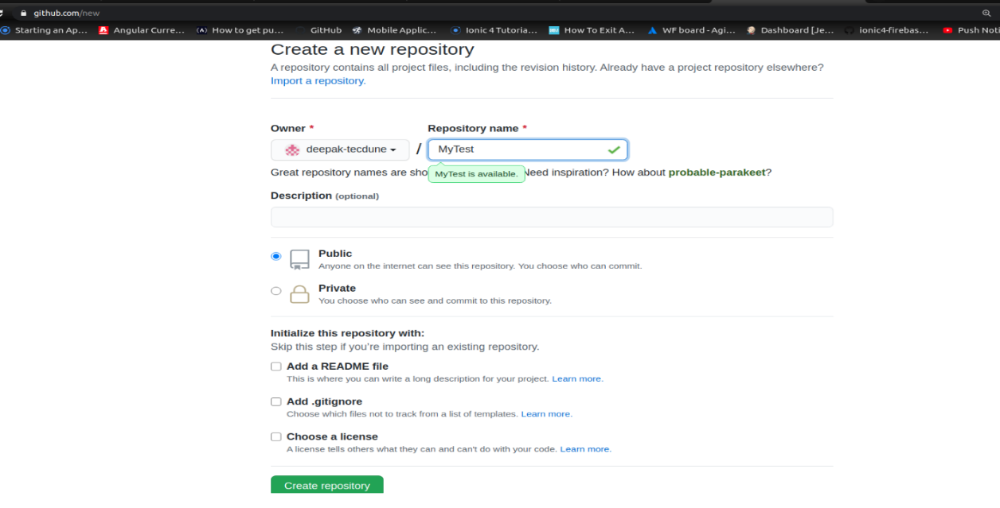 github.com/new
Starting an Ap... Angular Curre... How to get pu... GitHub Mobile Applic... Ionic 4 Tutoria... How To Exit A... WF board - Agi... Dashboard [Je... ionic4-firebas... Push Noti
Create a new repository
A repository contains all project files, including the revision history. Already have a project repository elsewhere?
Import a repository.
Owner * Repository name *
deepak-tecdune / MyTest
Great repository names are sho Need inspiration? How about probable-parakeet?
MyTest is available.
Description (optional)
Public
Anyone on the internet can see this repository. You choose who can commit.
Private
You choose who can see and commit to this repository.
Initialize this repository with:
Skip this step if you're importing an existing repository.
Add a README file
This is where you can write a long description for your project. Learn more.
Add .gitignore
Choose which files not to track from a list of templates. Learn more.
Choose a license
A license tells others what they can and can't do with your code. Learn more.
Create repository